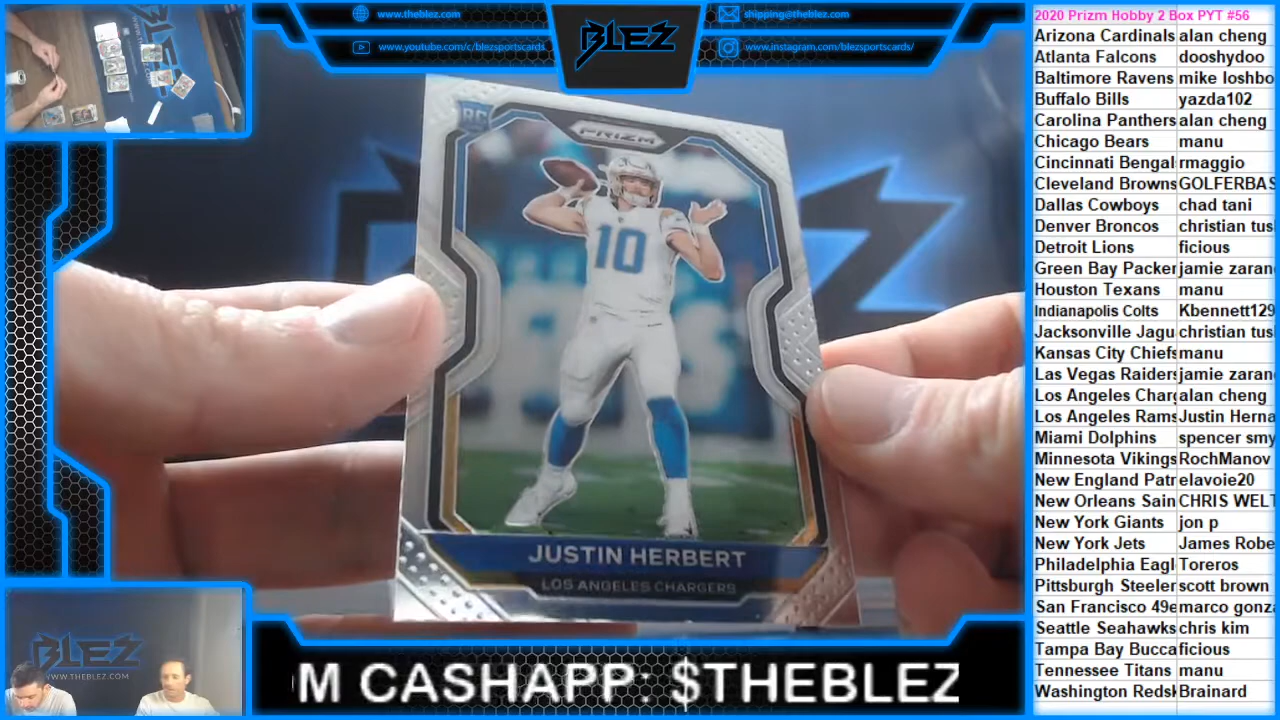 www.theblez.com
shipping@theblez.com
www.youtube.com/c/blezsportscards
www.instagram.com/blezsportscards/
BLEZ
RC
PRIZM
10
JUSTIN HERBERT
LOS ANGELES CHARGERS
BLEZ
WWW.THEBLEZ.COM
M CASHAPP: $THEBLEZ
2020 Prizm Hobby 2 Box PYT #56
Arizona Cardinals alan cheng
Atlanta Falcons dooshydoo
Baltimore Ravens mike loshbo
Buffalo Bills yazda102
Carolina Panthers alan cheng
Chicago Bears manu
Cincinnati Bengal rmaggio
Cleveland Browns GOLFERBAS
Dallas Cowboys chad tani
Denver Broncos christian tus
Detroit Lions ficious
Green Bay Packer jamie zaran
Houston Texans manu
Indianapolis Colts Kbennett129
Jacksonville Jagu christian tus
Kansas City Chiefs manu
Las Vegas Raiders jamie zaran
Los Angeles Charg alan cheng
Los Angeles Rams Justin Herna
Miami Dolphins spencer smy
Minnesota Vikings RochManov
New England Patr elavoie20
New Orleans Sain CHRIS WELT
New York Giants jon p
New York Jets James Robe
Philadelphia Eagl Toreros
Pittsburgh Steeler scott brown
San Francisco 49e marco gonza
Seattle Seahawks chris kim
Tampa Bay Bucca ficious
Tennessee Titans manu
Washington Redsk Brainard